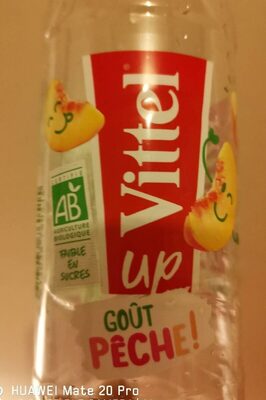 Vittel
up
CERTIFIÉ
AB
AGRICULTURE
BIOLOGIQUE
FAIBLE
EN
SUCRES
GOÛT
PÊCHE!
HUAWEI Mate 20 Pro